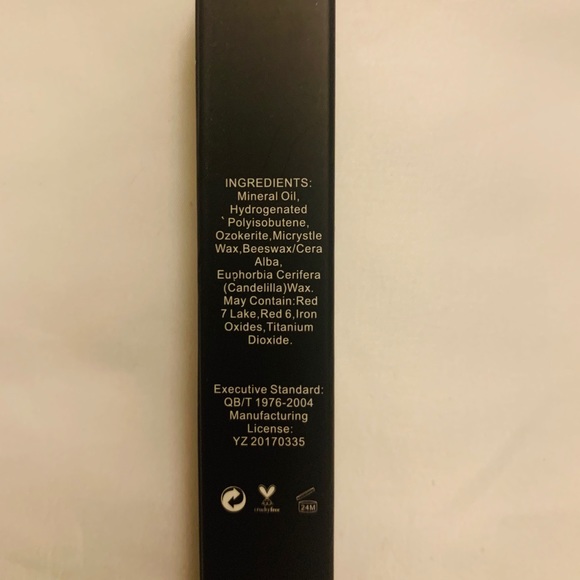 INGREDIENTS:
Mineral Oil,
Hydrogenated
Polyisobutene,
Ozokerite,Micrystle
Wax,Beeswax/Cera
Alba,
Euphorbia Cerifera
(Candelilla)Wax.
May Contain:Red
7 Lake,Red 6,Iron
Oxides,Titanium
Dioxide.
Executive Standard:
QB/T 1976-2004
Manufacturing
License:
YZ 20170335
24M